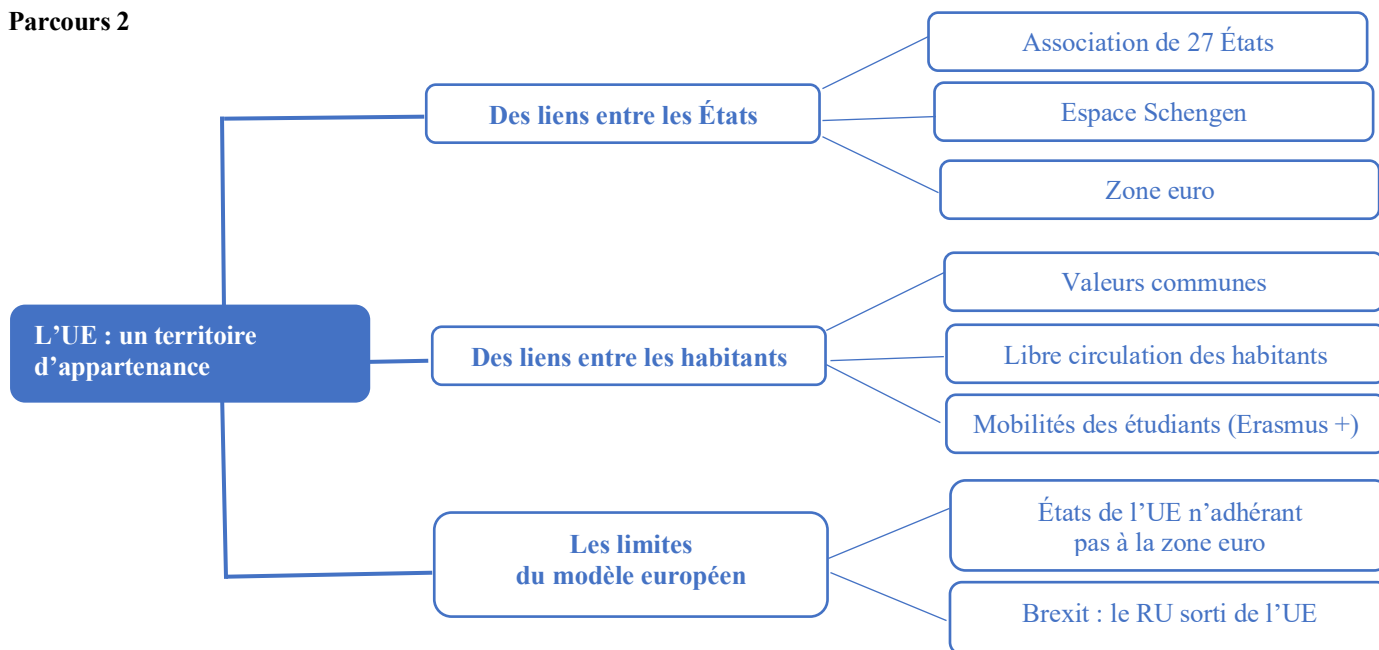 Parcours 2
Association de 27 États
Des liens entre les États
Espace Schengen
Zone euro
Valeurs communes
L’UE : un territoire
d’appartenance
Des liens entre les habitants
Libre circulation des habitants
Mobilités des étudiants (Erasmus +)
États de l’UE n’adhérant
pas à la zone euro
Les limites
du modèle européen
Brexit : le RU sorti de l’UE